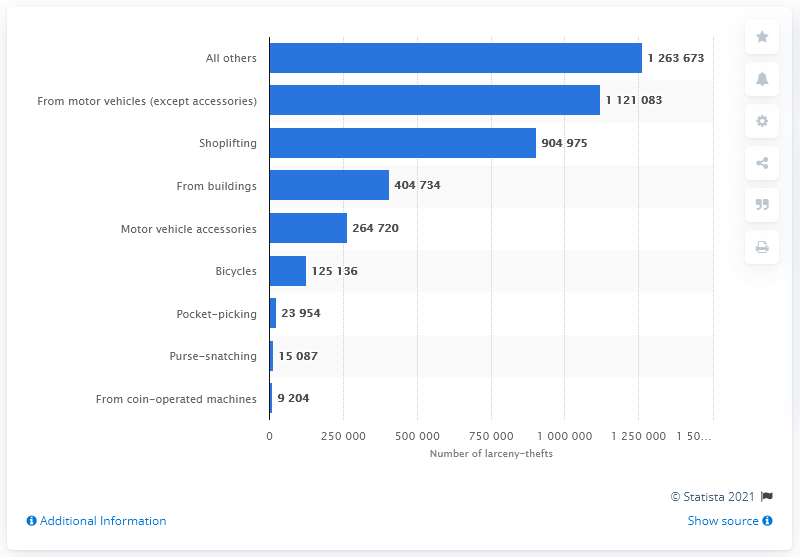 All others 1 263 673
From motor vehicles (except accessories) 1 121 083
Shoplifting 904 975
From buildings 404 734
Motor vehicle accessories 264 720
Bicycles 125 136
Pocket-picking 23 954
Purse-snatching 15 087
From coin-operated machines 9 204
0 250 000 500 000 750 000 1 000 000 1 250 000 1 50...
Number of larceny-thefts
© Statista 2021
Additional Information Show source